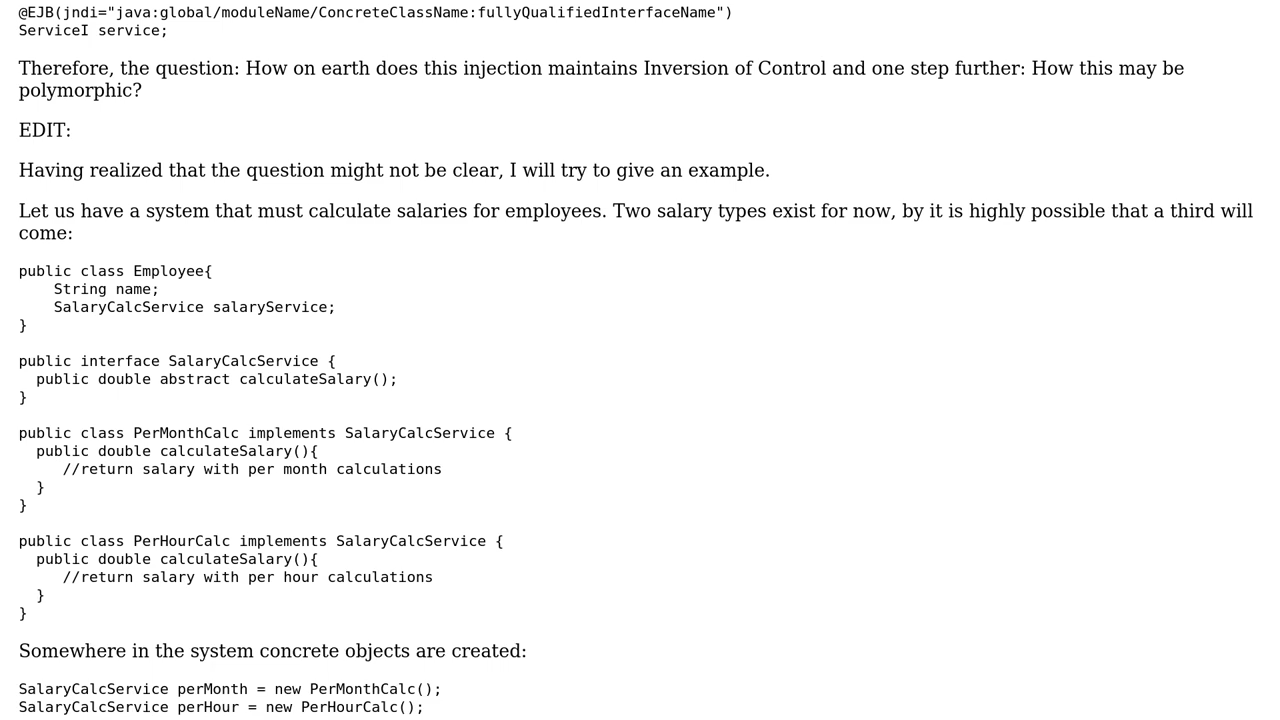 @EJB(jndi="java:global/moduleName/ConcreteClassName:fullyQualifiedInterfaceName")
ServiceI service;
Therefore, the question: How on earth does this injection maintains Inversion of Control and one step further: How this may be
polymorphic?
EDIT:
Having realized that the question might not be clear, I will try to give an example.
Let us have a system that must calculate salaries for employees. Two salary types exist for now, by it is highly possible that a third will
come:
public class Employee{
    String name;
    SalaryCalcService salaryService;
}
public interface SalaryCalcService {
  public double abstract calculateSalary();
}
public class PerMonthCalc implements SalaryCalcService {
  public double calculateSalary(){
     //return salary with per month calculations
  }
}
public class PerHourCalc implements SalaryCalcService {
  public double calculateSalary(){
     //return salary with per hour calculations
  }
}
Somewhere in the system concrete objects are created:
SalaryCalcService perMonth = new PerMonthCalc();
SalaryCalcService perHour = new PerHourCalc();